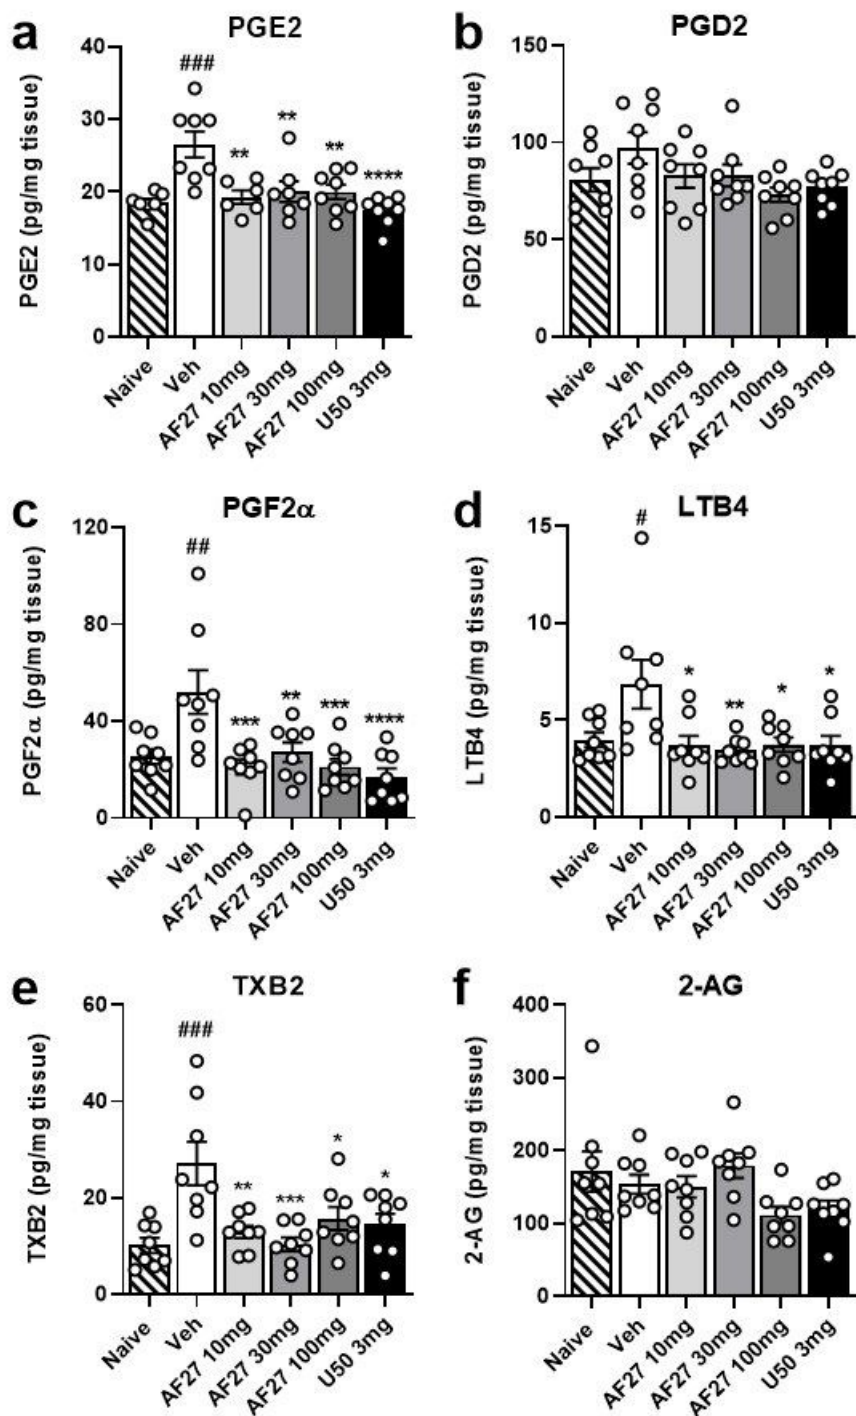 a
PGE2
PGE2 (pg/mg tissue)
40
30
20
10
0
###
**
**
**
****
Naive
Veh
AF27 10mg
AF27 30mg
AF27 100mg
U50 3mg
b
PGD2
PGD2 (pg/mg tissue)
150
100
50
0
Naive
Veh
AF27 10mg
AF27 30mg
AF27 100mg
U50 3mg
c
PGF2α
PGF2α (pg/mg tissue)
120
80
40
0
##
***
**
***
****
Naive
Veh
AF27 10mg
AF27 30mg
AF27 100mg
U50 3mg
d
LTB4
LTB4 (pg/mg tissue)
15
10
5
0
#
*
**
*
*
Naive
Veh
AF27 10mg
AF27 30mg
AF27 100mg
U50 3mg
e
TXB2
TXB2 (pg/mg tissue)
60
40
20
0
###
**
***
*
*
Naive
Veh
AF27 10mg
AF27 30mg
AF27 100mg
U50 3mg
f
2-AG
2-AG (pg/mg tissue)
400
300
200
100
0
Naive
Veh
AF27 10mg
AF27 30mg
AF27 100mg
U50 3mg